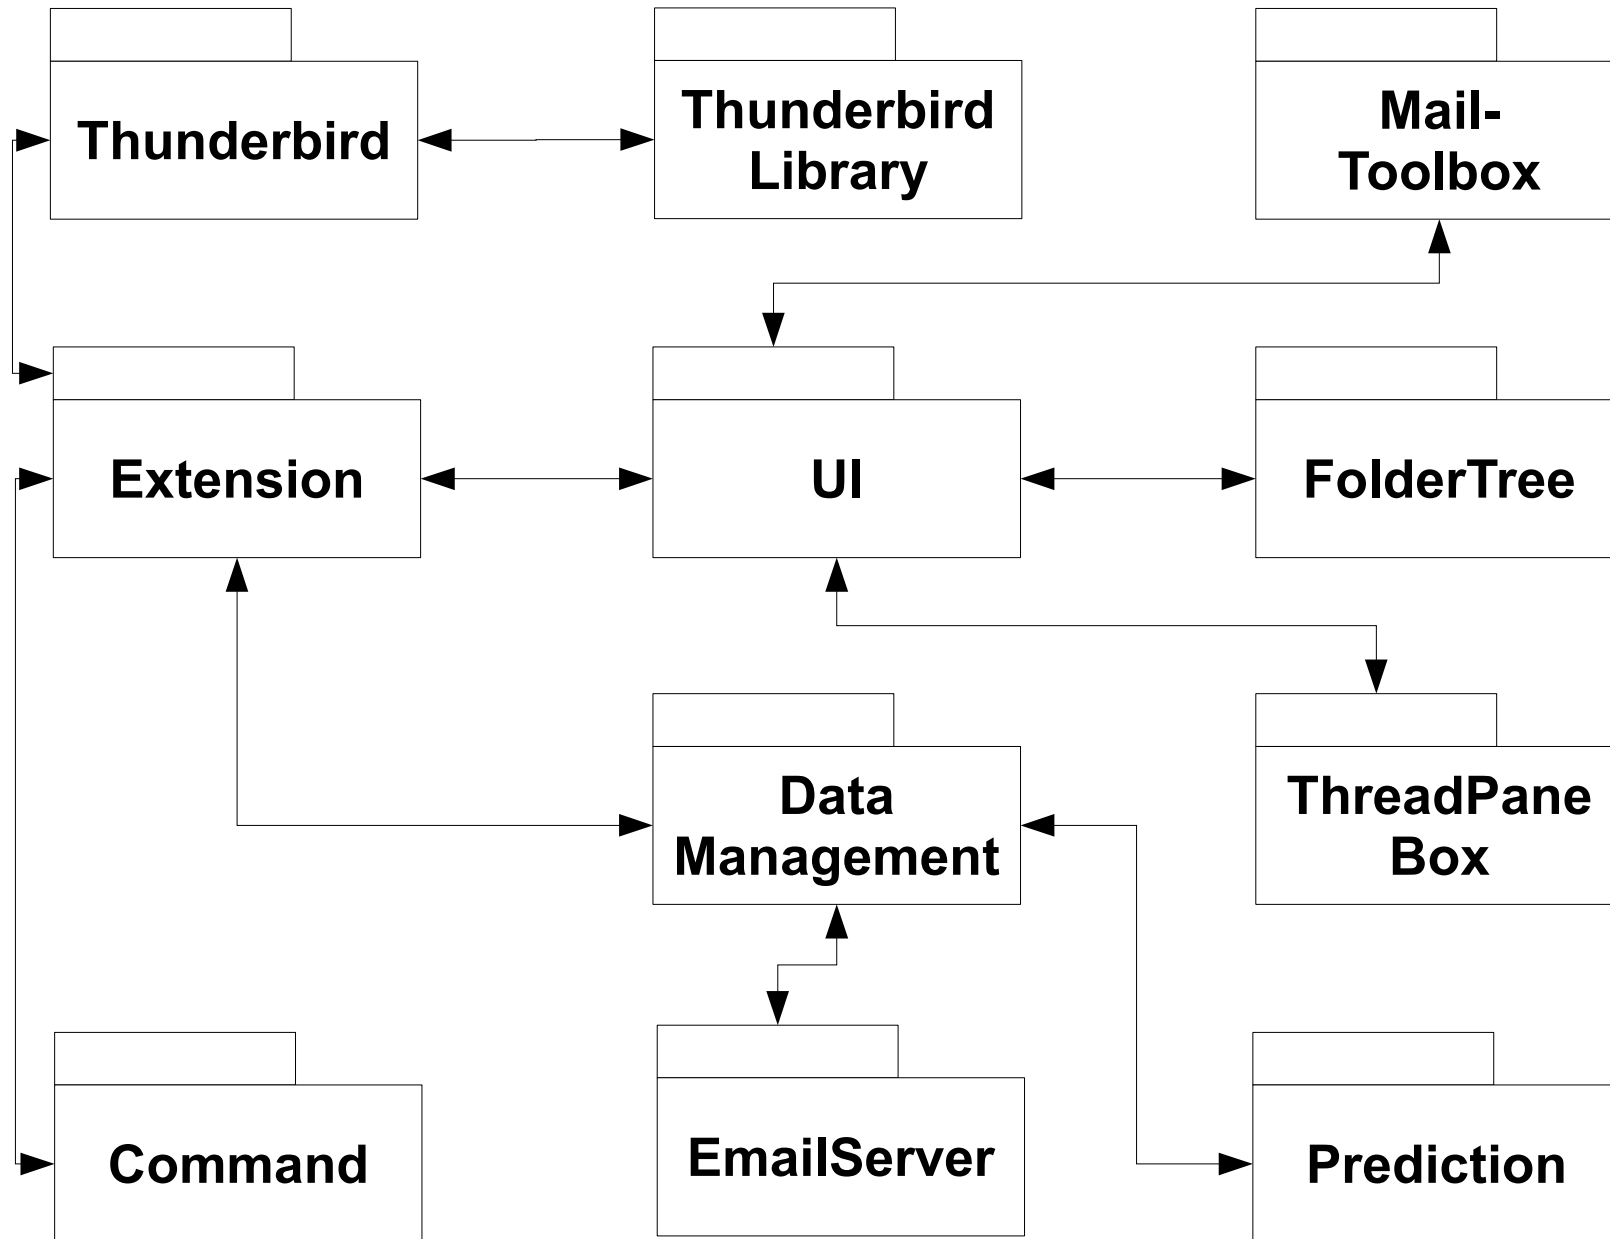 Thunderbird
Thunderbird
Library
Mail-
Toolbox
Extension
UI
FolderTree
Data
Management
ThreadPane
Box
Command
EmailServer
Prediction